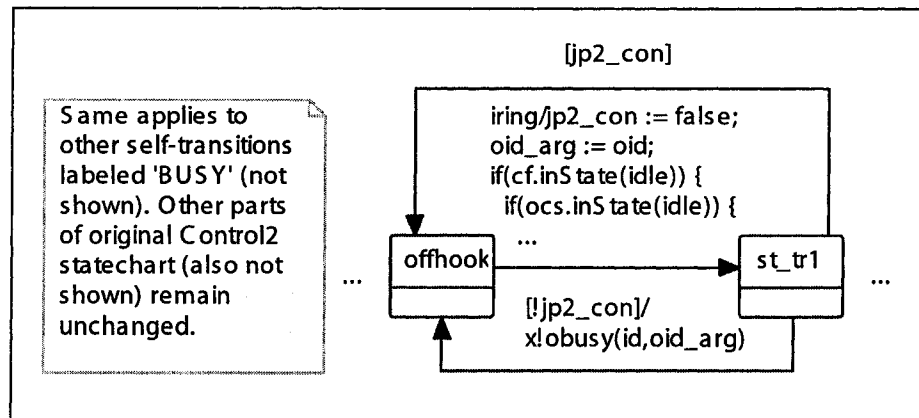 [jp2_con]
Same applies to
other self-transitions
labeled 'BUSY' (not
shown). Other parts
of original Control2
statechart (also not
shown) remain
unchanged.
iring/jp2_con := false;
oid_arg := oid;
if(cf.inState(idle)) {
if(ocs.inState(idle)) {
...
...
offhook
st_tr1
...
[!jp2_con]/
x!obusy(id,oid_arg)